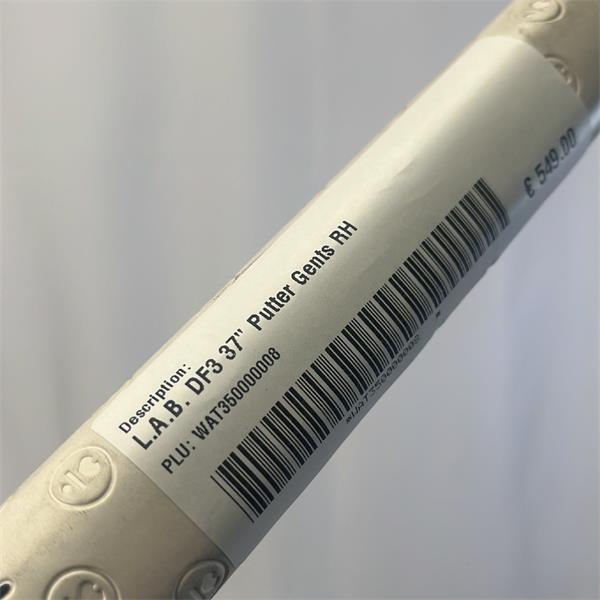 Description:
L.A.B. DF3 37" Putter Gents RH
PLU: WAT350000008
€ 549.00